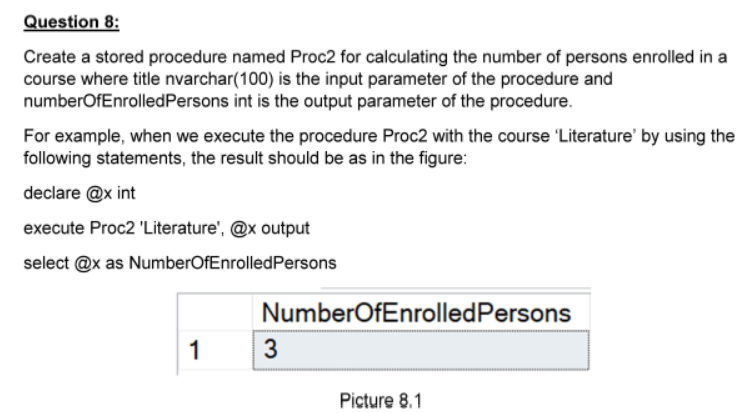 Question 8:
Create a stored procedure named Proc2 for calculating the number of persons enrolled in a
course where title nvarchar(100) is the input parameter of the procedure and
numberOfEnrolledPersons int is the output parameter of the procedure.
For example, when we execute the procedure Proc2 with the course ‘Literature’ by using the
following statements, the result should be as in the figure:
declare @x int
execute Proc2 'Literature', @x output
select @x as NumberOfEnrolledPersons
NumberOfEnrolledPersons
1 3
Picture 8.1